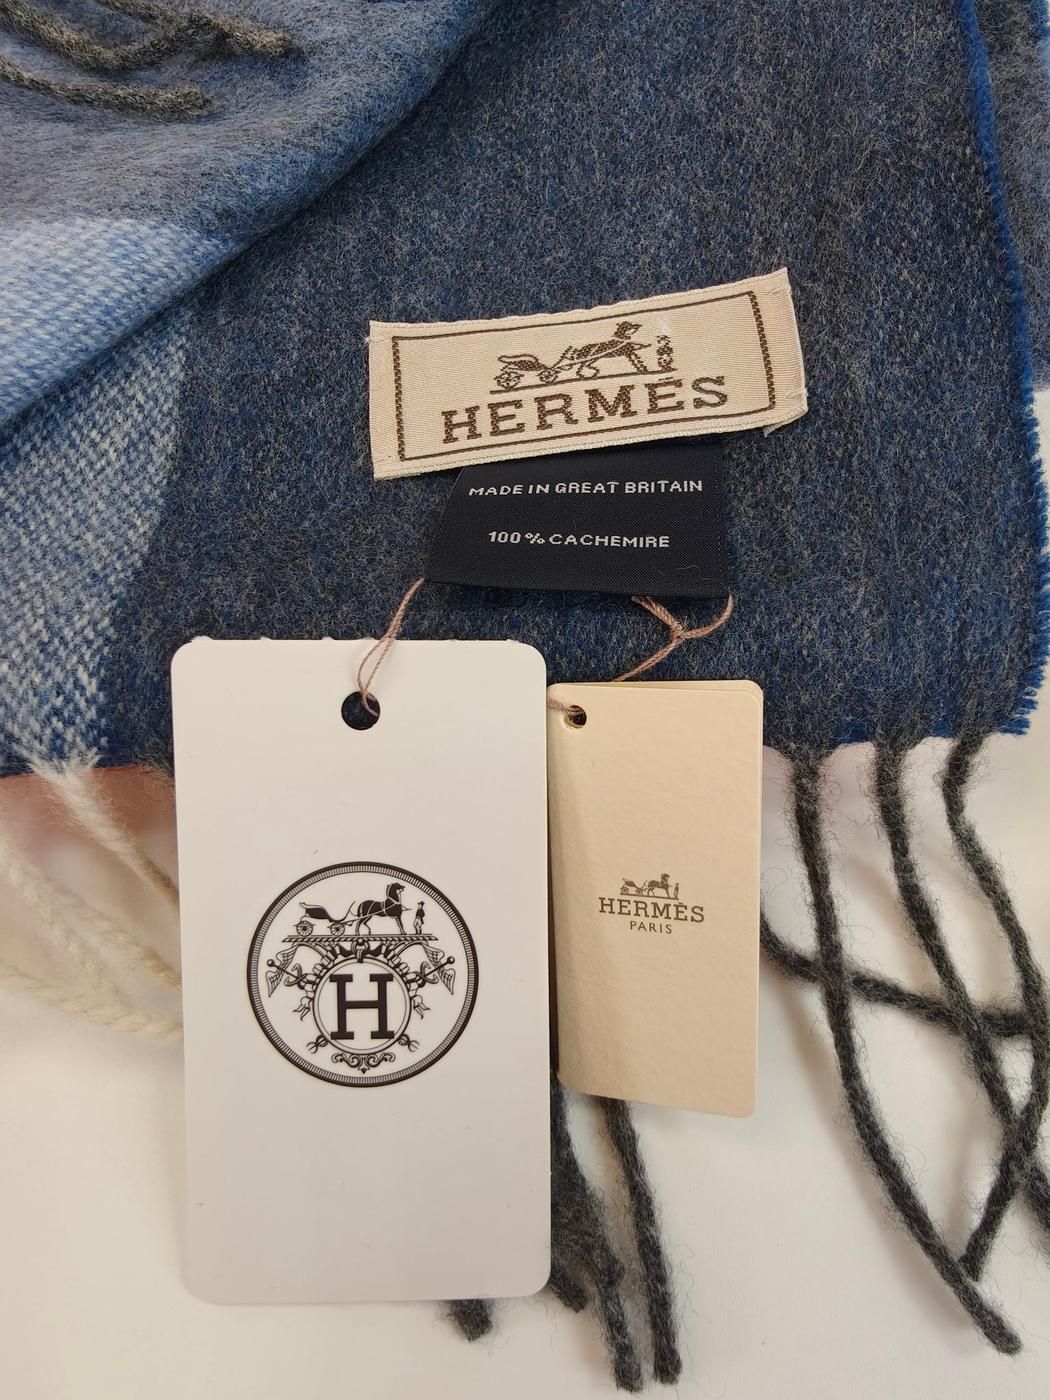 HERMÈS
MADE IN GREAT BRITAIN
100% CACHEMIRE
HERMÈS
PARIS
H